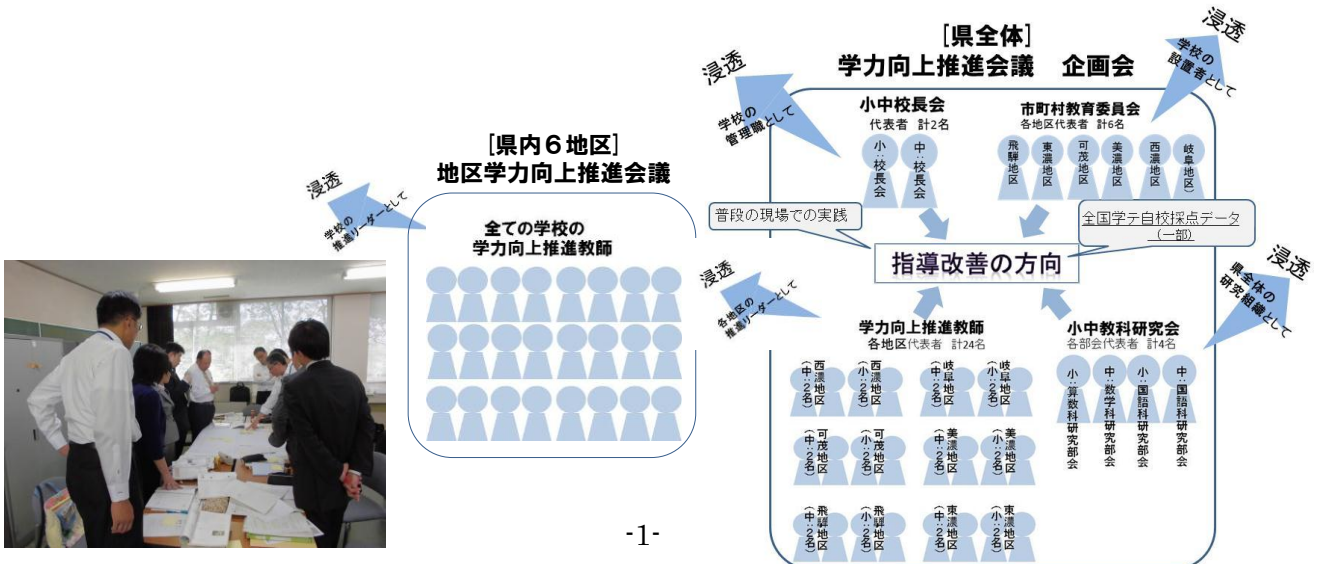 浸透
学校の
推進リーダーとして
[県内6地区]
地区学力向上推進会議
全ての学校の
学力向上推進教師
-1-
[県全体]
学力向上推進会議 企画会
浸透
学校の
管理職として
浸透
学校の
設置者として
小中校長会
代表者 計2名
小:校長会
中:校長会
市町村教育委員会
各地区代表者 計6名
飛騨地区
東濃地区
可茂地区
美濃地区
西濃地区
岐阜地区)
普段の現場での実践
全国学テ自校採点データ
(一部)
指導改善の方向
浸透
各地区の
推進リーダーとして
浸透
県全体の
研究組織として
学力向上推進教師
各地区代表者 計24名
西濃地区
(中:2名)
西濃地区
(小:2名)
岐阜地区
(中:2名)
岐阜地区
(小:2名)
可茂地区
(中:2名)
可茂地区
(小:2名)
美濃地区
(中:2名)
美濃地区
(小:2名)
飛騨地区
(中:2名)
飛騨地区
(小:2名)
東濃地区
(中:2名)
東濃地区
(小:2名)
小中教科研究会
各部会代表者 計4名
小:算数科研究部会
中:数学科研究部会
小:国語科研究部会
中:国語科研究部会